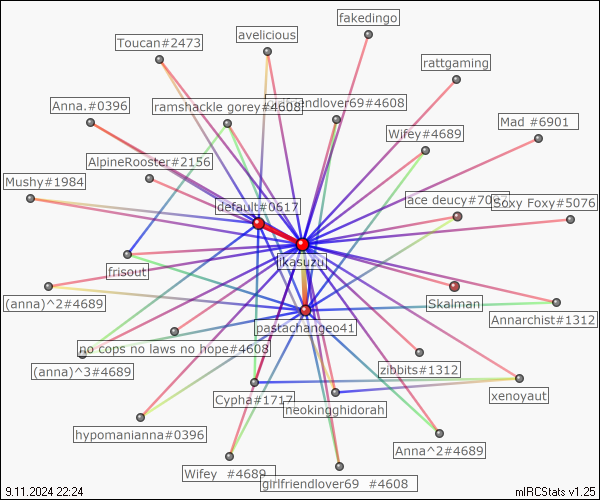 fakedingo
avelicious
Toucan#2473
rattgaming
Anna.#0396
ramshackle gorey#4608
friendlover69#4608
Mad #6901
Wifey#4689
AlpineRooster#2156
Mushy#1984
ace deucy#70
Soxy Foxy#5076
default#0617
ikasuzu
frisout
(anna)^2#4689
Skalman
Annarchist#1312
pastachangeo41
no cops no laws no hope#4608
(anna)^3#4689
zibbits#1312
xenoyaut
Cypha#1717
neokingghidorah
hypomanianna#0396
Anna^2#4689
Wifey #4689
girlfriendlover69 #4608
9.11.2024 22:24
mIRCStats v1.25